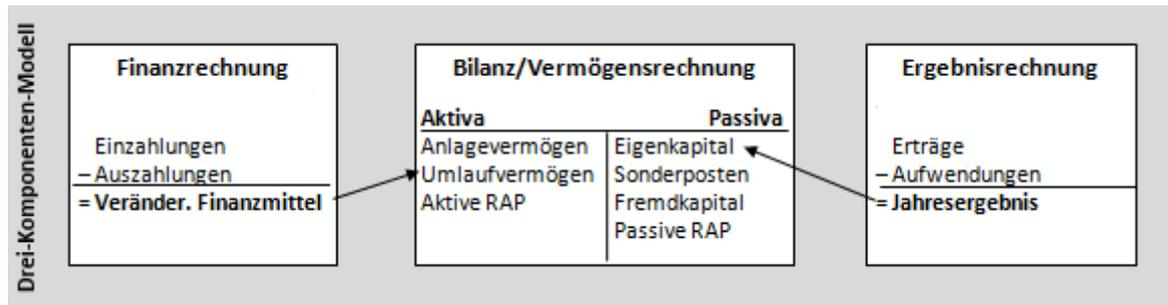 Drei-Komponenten-Modell
Finanzrechnung
Einzahlungen
– Auszahlungen
= Veränder. Finanzmittel
Bilanz/Vermögensrechnung
Aktiva Passiva
Anlagevermögen Eigenkapital
Umlaufvermögen Sonderposten
Aktive RAP Fremdkapital
Passive RAP
Ergebnisrechnung
Erträge
– Aufwendungen
= Jahresergebnis